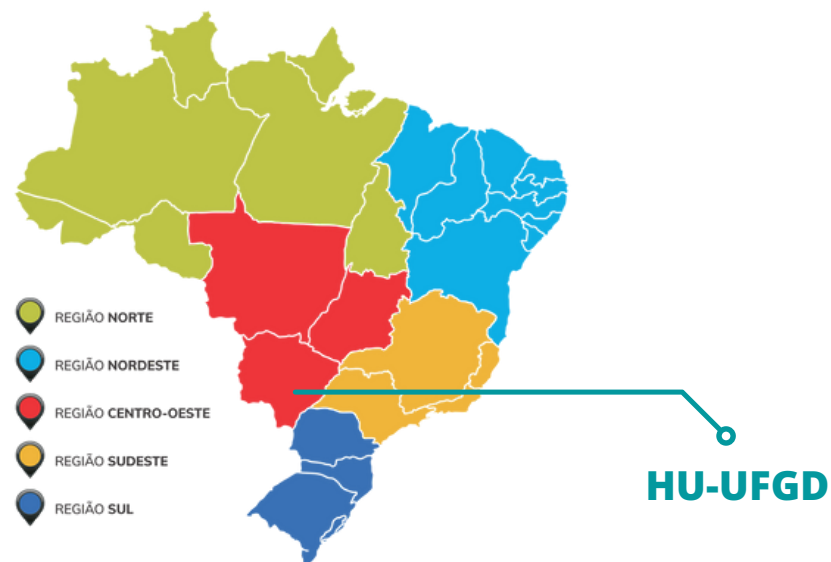 REGIÃO NORTE
REGIÃO NORDESTE
REGIÃO CENTRO-OESTE
REGIÃO SUDESTE
REGIÃO SUL
HU-UFGD